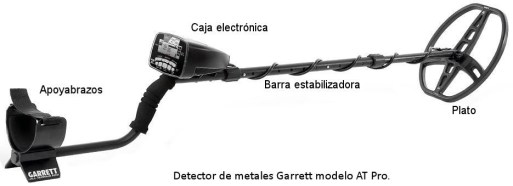 Caja electrónica
Apoyabrazos
Barra estabilizadora
Plato
GARRETT
Detector de metales Garrett modelo AT Pro.